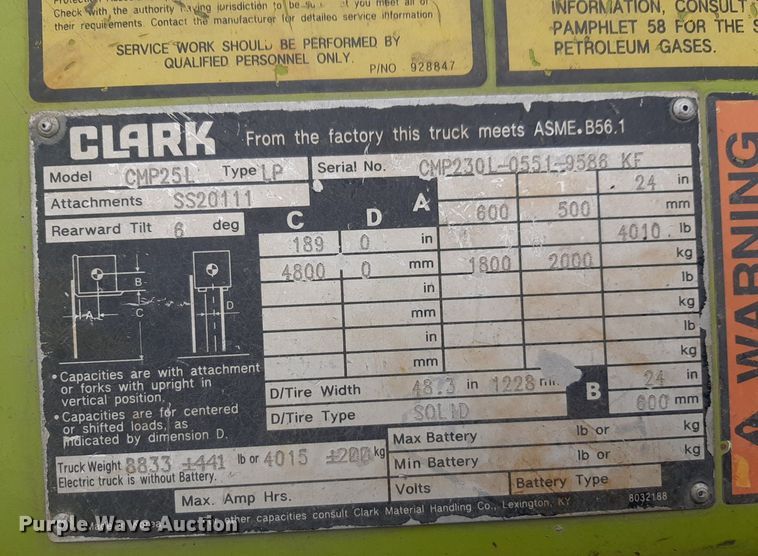 Check with the authority having jurisdiction to be you meet all of
their requirements. Contact the manufacturer for detailed service information
SERVICE WORK SHOULD BE PERFORMED BY
QUALIFIED PERSONNEL ONLY.
P/NO 928847
INFORMATION, CONSULT
PAMPHLET 58 FOR THE S
PETROLEUM GASES.
WARNING
CLARK From the factory this truck meets ASME.B56.1
Model CMP25L Type LP Serial No. CMP230L-0551-9586 KF
Attachments SS20111
Rearward Tilt 6 deg
C D A 24 in
600 500 mm
189 0 in 4010 lb
4800 0 mm 1800 2000 kg
in lb
mm kg
in lb
mm kg
B
A
C
D
• Capacities are with attachment
or forks with upright in
vertical position.
• Capacities are for centered
or shifted loads, as
indicated by dimension D.
D/Tire Width 48.3 in 1228 mm B 24 in
D/Tire Type SOLID 600 mm
Truck Weight 8833 ±441 lb or 4015 ±200 kg
Electric truck is without Battery.
Max Battery lb or kg
Min Battery lb or kg
Max. Amp Hrs. Volts Battery Type
other capacities consult Clark Material Handling Co., Lexington, KY 8032188
Purple Wave Auction